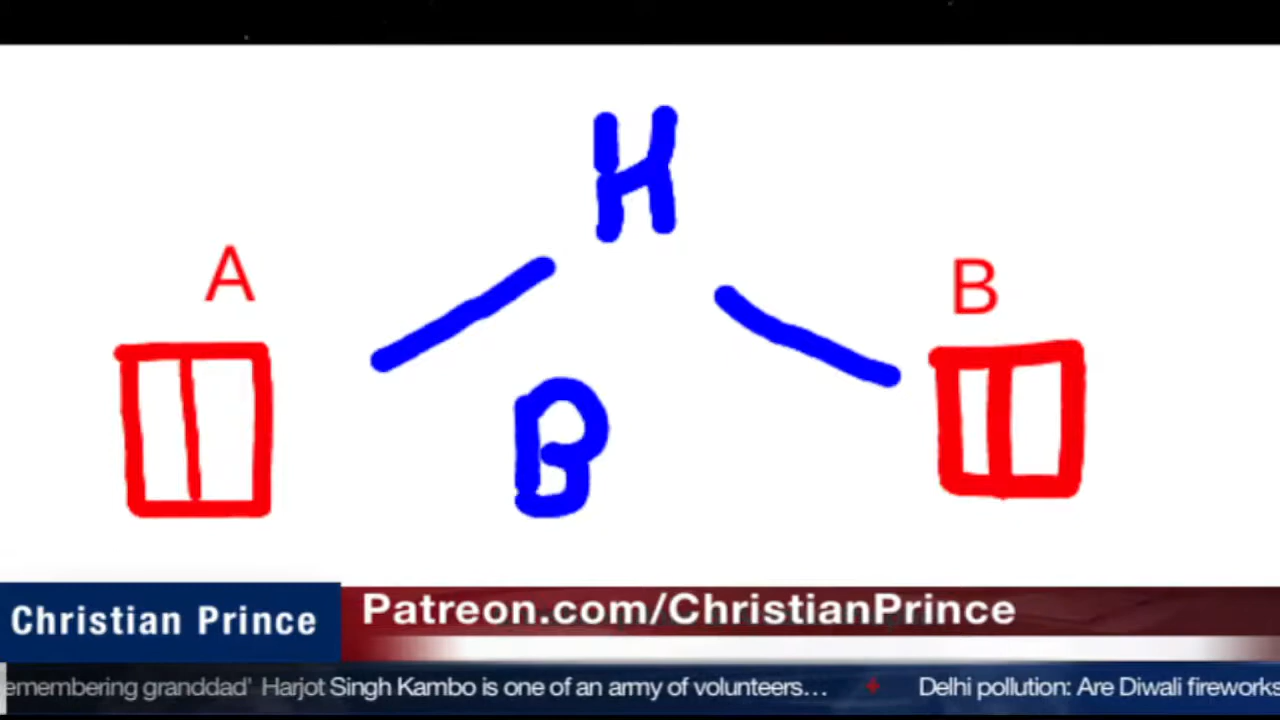 H
A
B
B
Christian Prince
Patreon.com/ChristianPrince
emembering granddad' Harjot Singh Kambo is one of an army of volunteers... Delhi pollution: Are Diwali fireworks